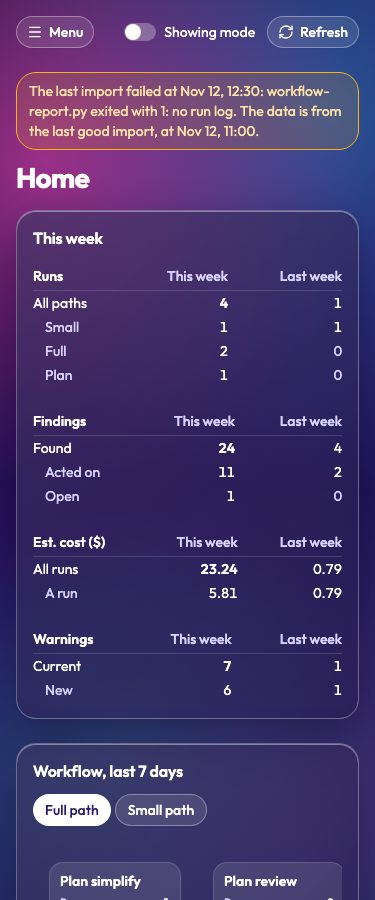 Menu
Showing mode
Refresh
The last import failed at Nov 12, 12:30: workflow-
report.py exited with 1: no run log. The data is from
the last good import, at Nov 12, 11:00.
Home
This week
Runs This week Last week
All paths 4 1
Small 1 1
Full 2 0
Plan 1 0
Findings This week Last week
Found 24 4
Acted on 11 2
Open 1 0
Est. cost ($) This week Last week
All runs 23.24 0.79
A run 5.81 0.79
Warnings This week Last week
Current 7 1
New 6 1
Workflow, last 7 days
Full path Small path
Plan simplify Plan review